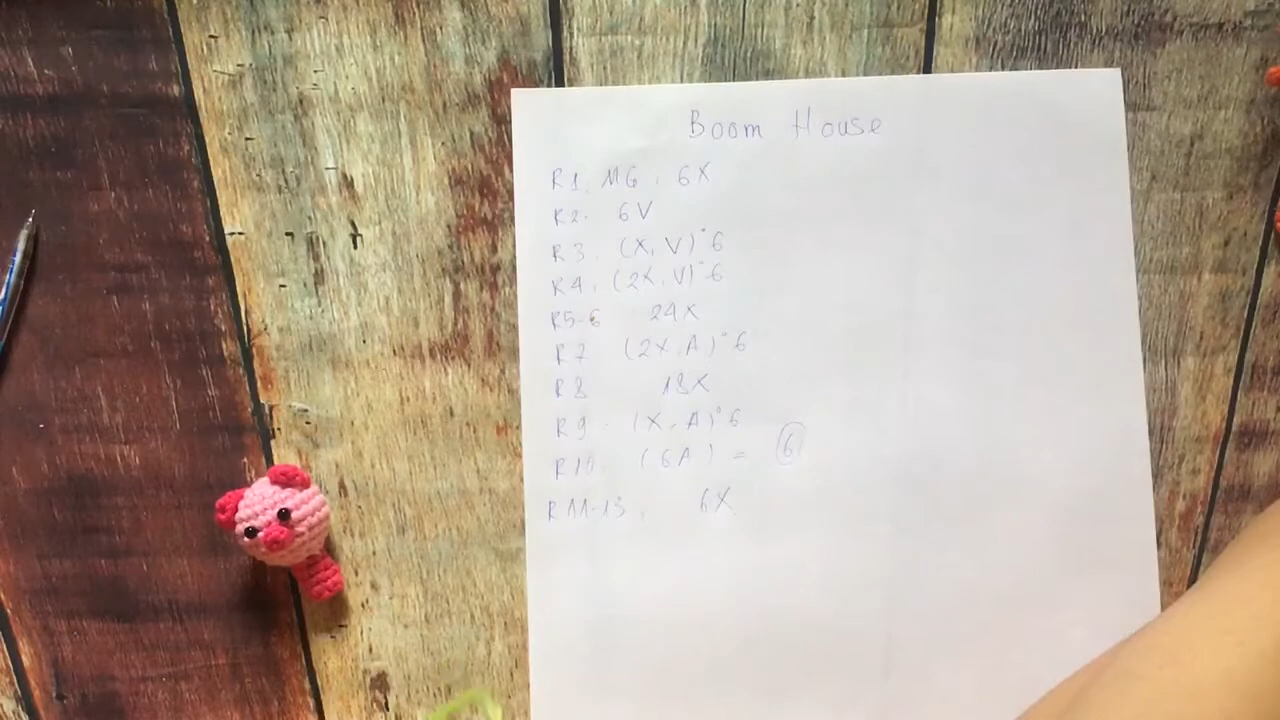 Boom House
R1. MG. 6X
R2. 6V
R3. (X, V)*6
R4. (2X, V)*6
R5-6 24X
R7 (2X, A)*6
R8 18X
R9. (X, A)*6
R10. (6A) = 6
R11-13. 6X